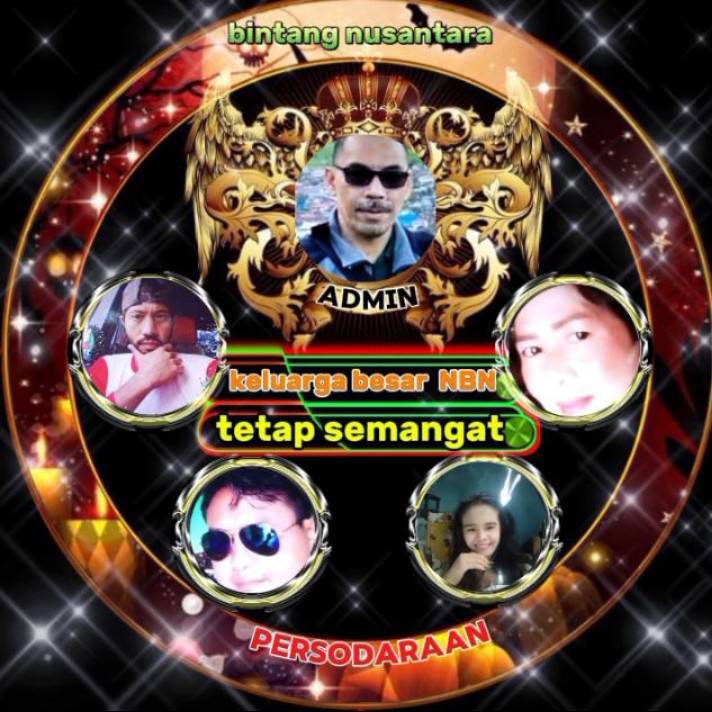 bintang nusantara
ADMIN
keluarga besar NBN
tetap semangat
PERSODARAAN